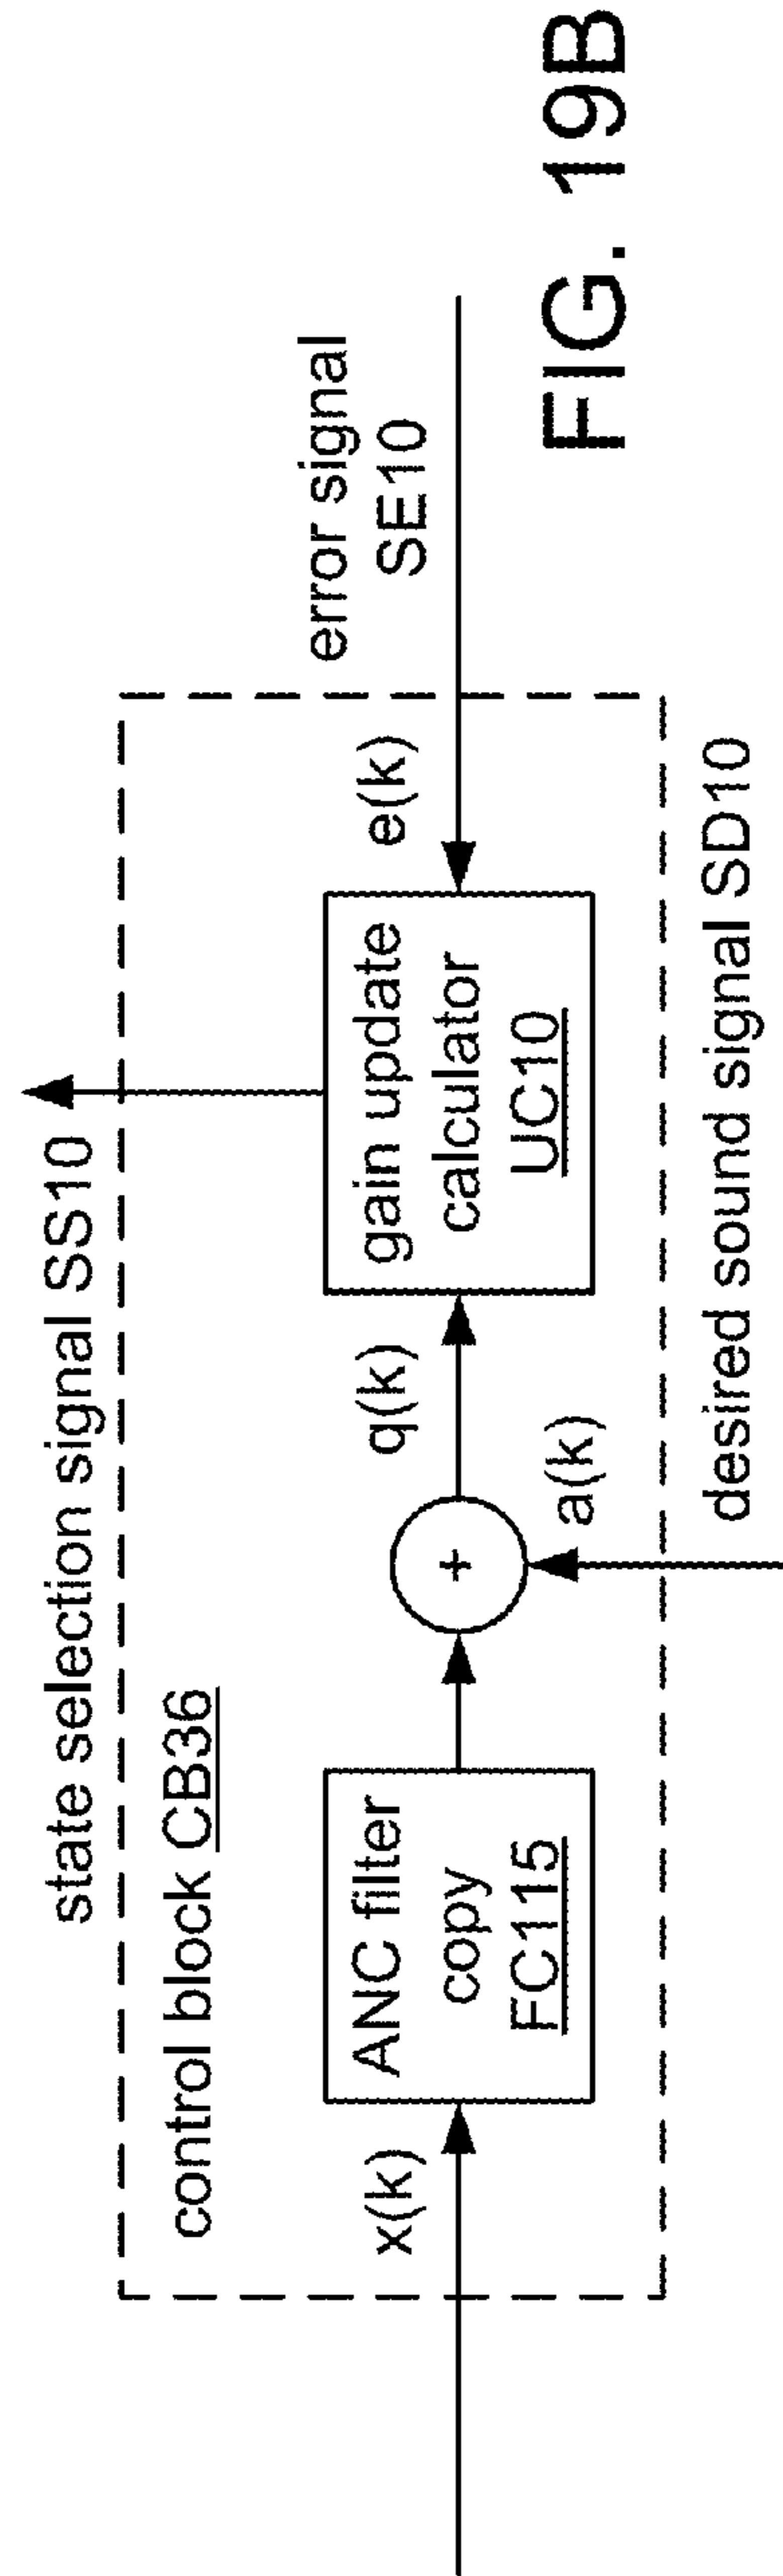 state selection signal SS10
control block CB36
x(k)
ANC filter
copy
FC115
+
q(k)
a(k)
gain update
calculator
UC10
e(k)
error signal
SE10
desired sound signal SD10
FIG. 19B